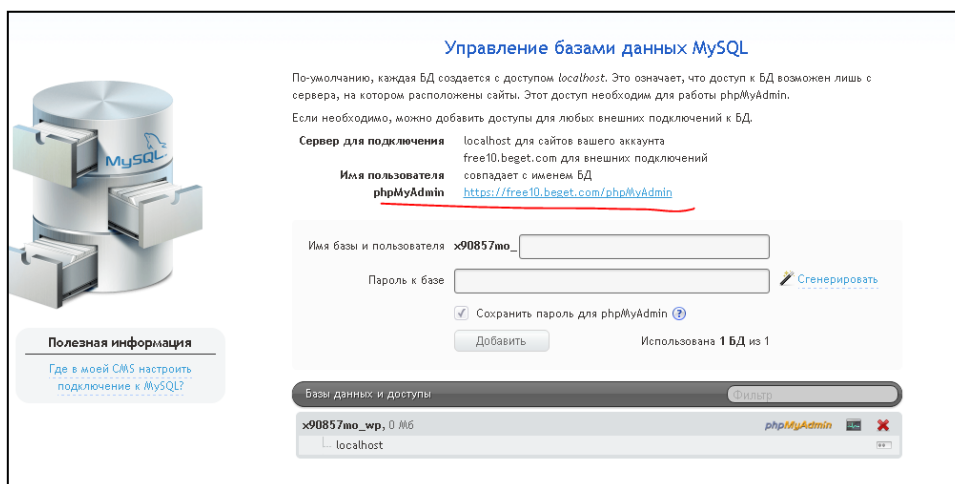 Управление базами данных MySQL
По-умолчанию, каждая БД создается с доступом localhost. Это означает, что доступ к БД возможен лишь с
сервера, на котором расположены сайты. Этот доступ необходим для работы phpMyAdmin.
Если необходимо, можно добавить доступы для любых внешних подключений к БД.
Сервер для подключения localhost для сайтов вашего аккаунта
free10.beget.com для внешних подключений
Имя пользователя совпадает с именем БД
phpMyAdmin https://free10.beget.com/phpMyAdmin
MySQL
Имя базы и пользователя x90857mo_
Пароль к базе Сгенерировать
Сохранить пароль для phpMyAdmin ?
Добавить Использована 1 БД из 1
Полезная информация
Где в моей CMS настроить
подключение к MySQL?
Базы данных и доступы Фильтр
x90857mo_wp, 0 Мб phpMyAdmin
localhost